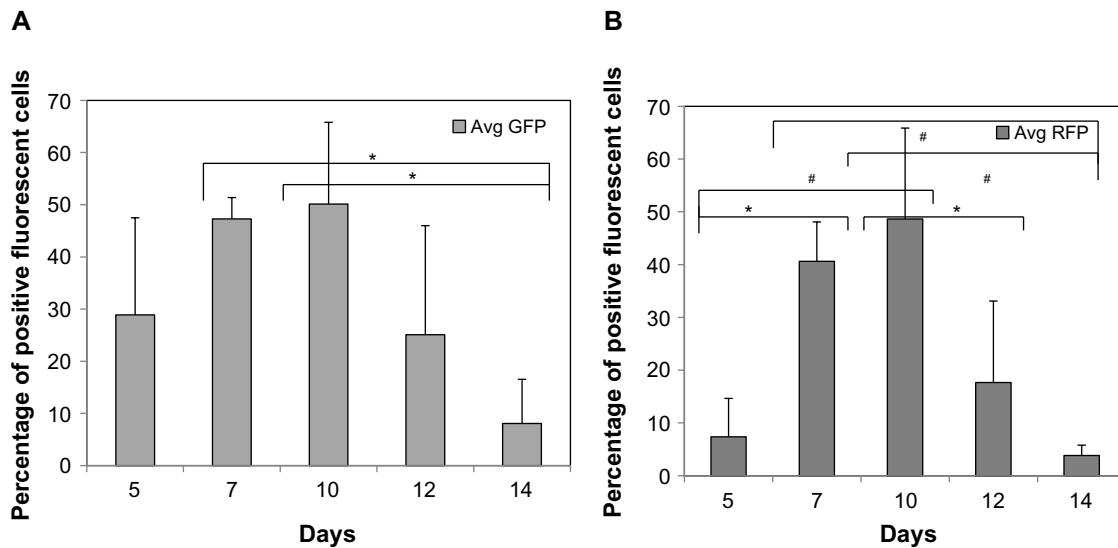 A
Percentage of positive fluorescent cells
70
60
50
40
30
20
10
0
Avg GFP
*
*
5 7 10 12 14
Days
B
Percentage of positive fluorescent cells
70
60
50
40
30
20
10
0
Avg RFP
#
# #
* *
5 7 10 12 14
Days